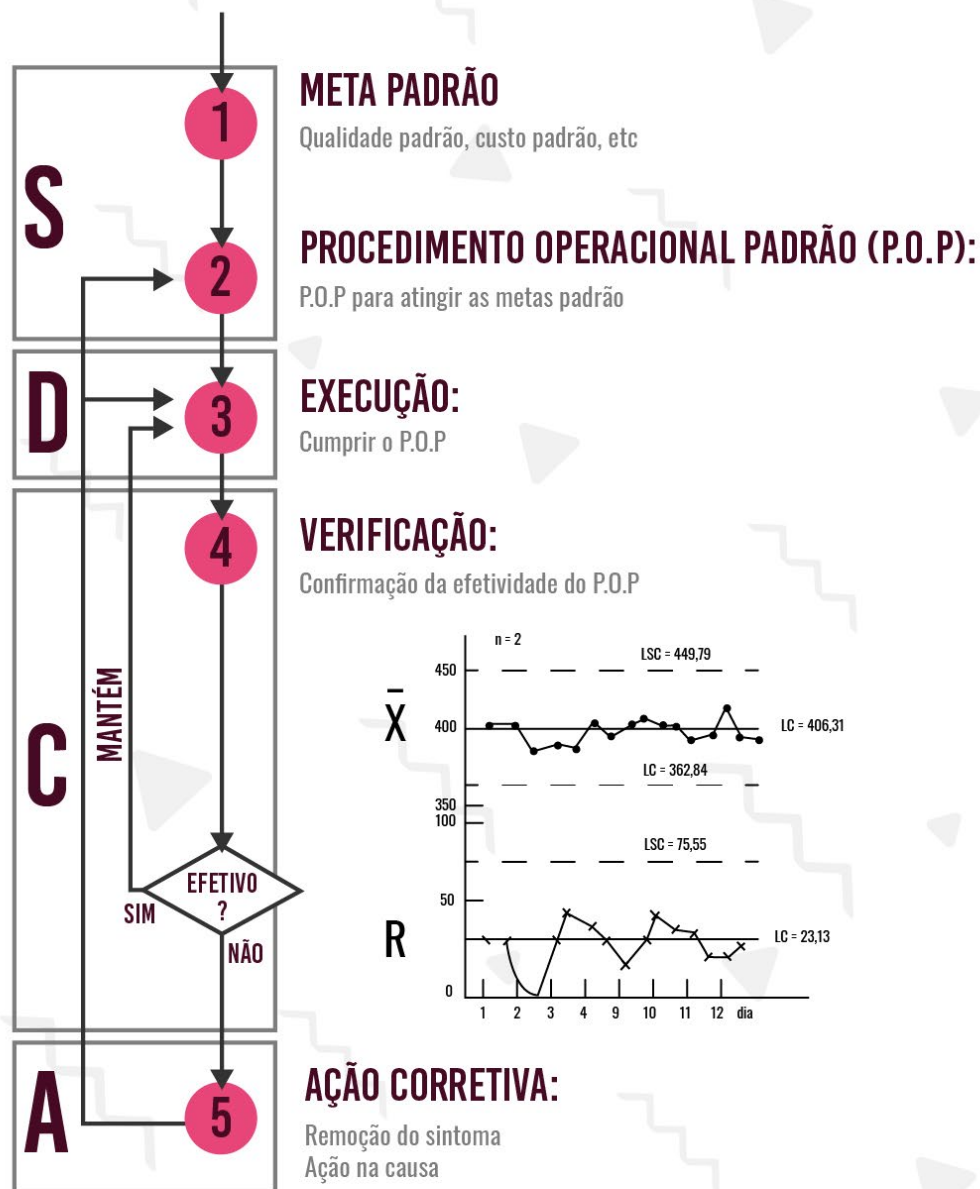 S
1
META PADRÃO
Qualidade padrão, custo padrão, etc
2
PROCEDIMENTO OPERACIONAL PADRÃO (P.O.P):
P.O.P para atingir as metas padrão
D
3
EXECUÇÃO:
Cumprir o P.O.P
C
4
VERIFICAÇÃO:
Confirmação da efetividade do P.O.P
MANTÉM
EFETIVO
?
SIM
NÃO
n = 2
LSC = 449,79
450
X̄
400
LC = 406,31
LC = 362,84
350
100
LSC = 75,55
50
R
LC = 23,13
0
1 2 3 4 9 10 11 12 dia
A
5
AÇÃO CORRETIVA:
Remoção do sintoma
Ação na causa